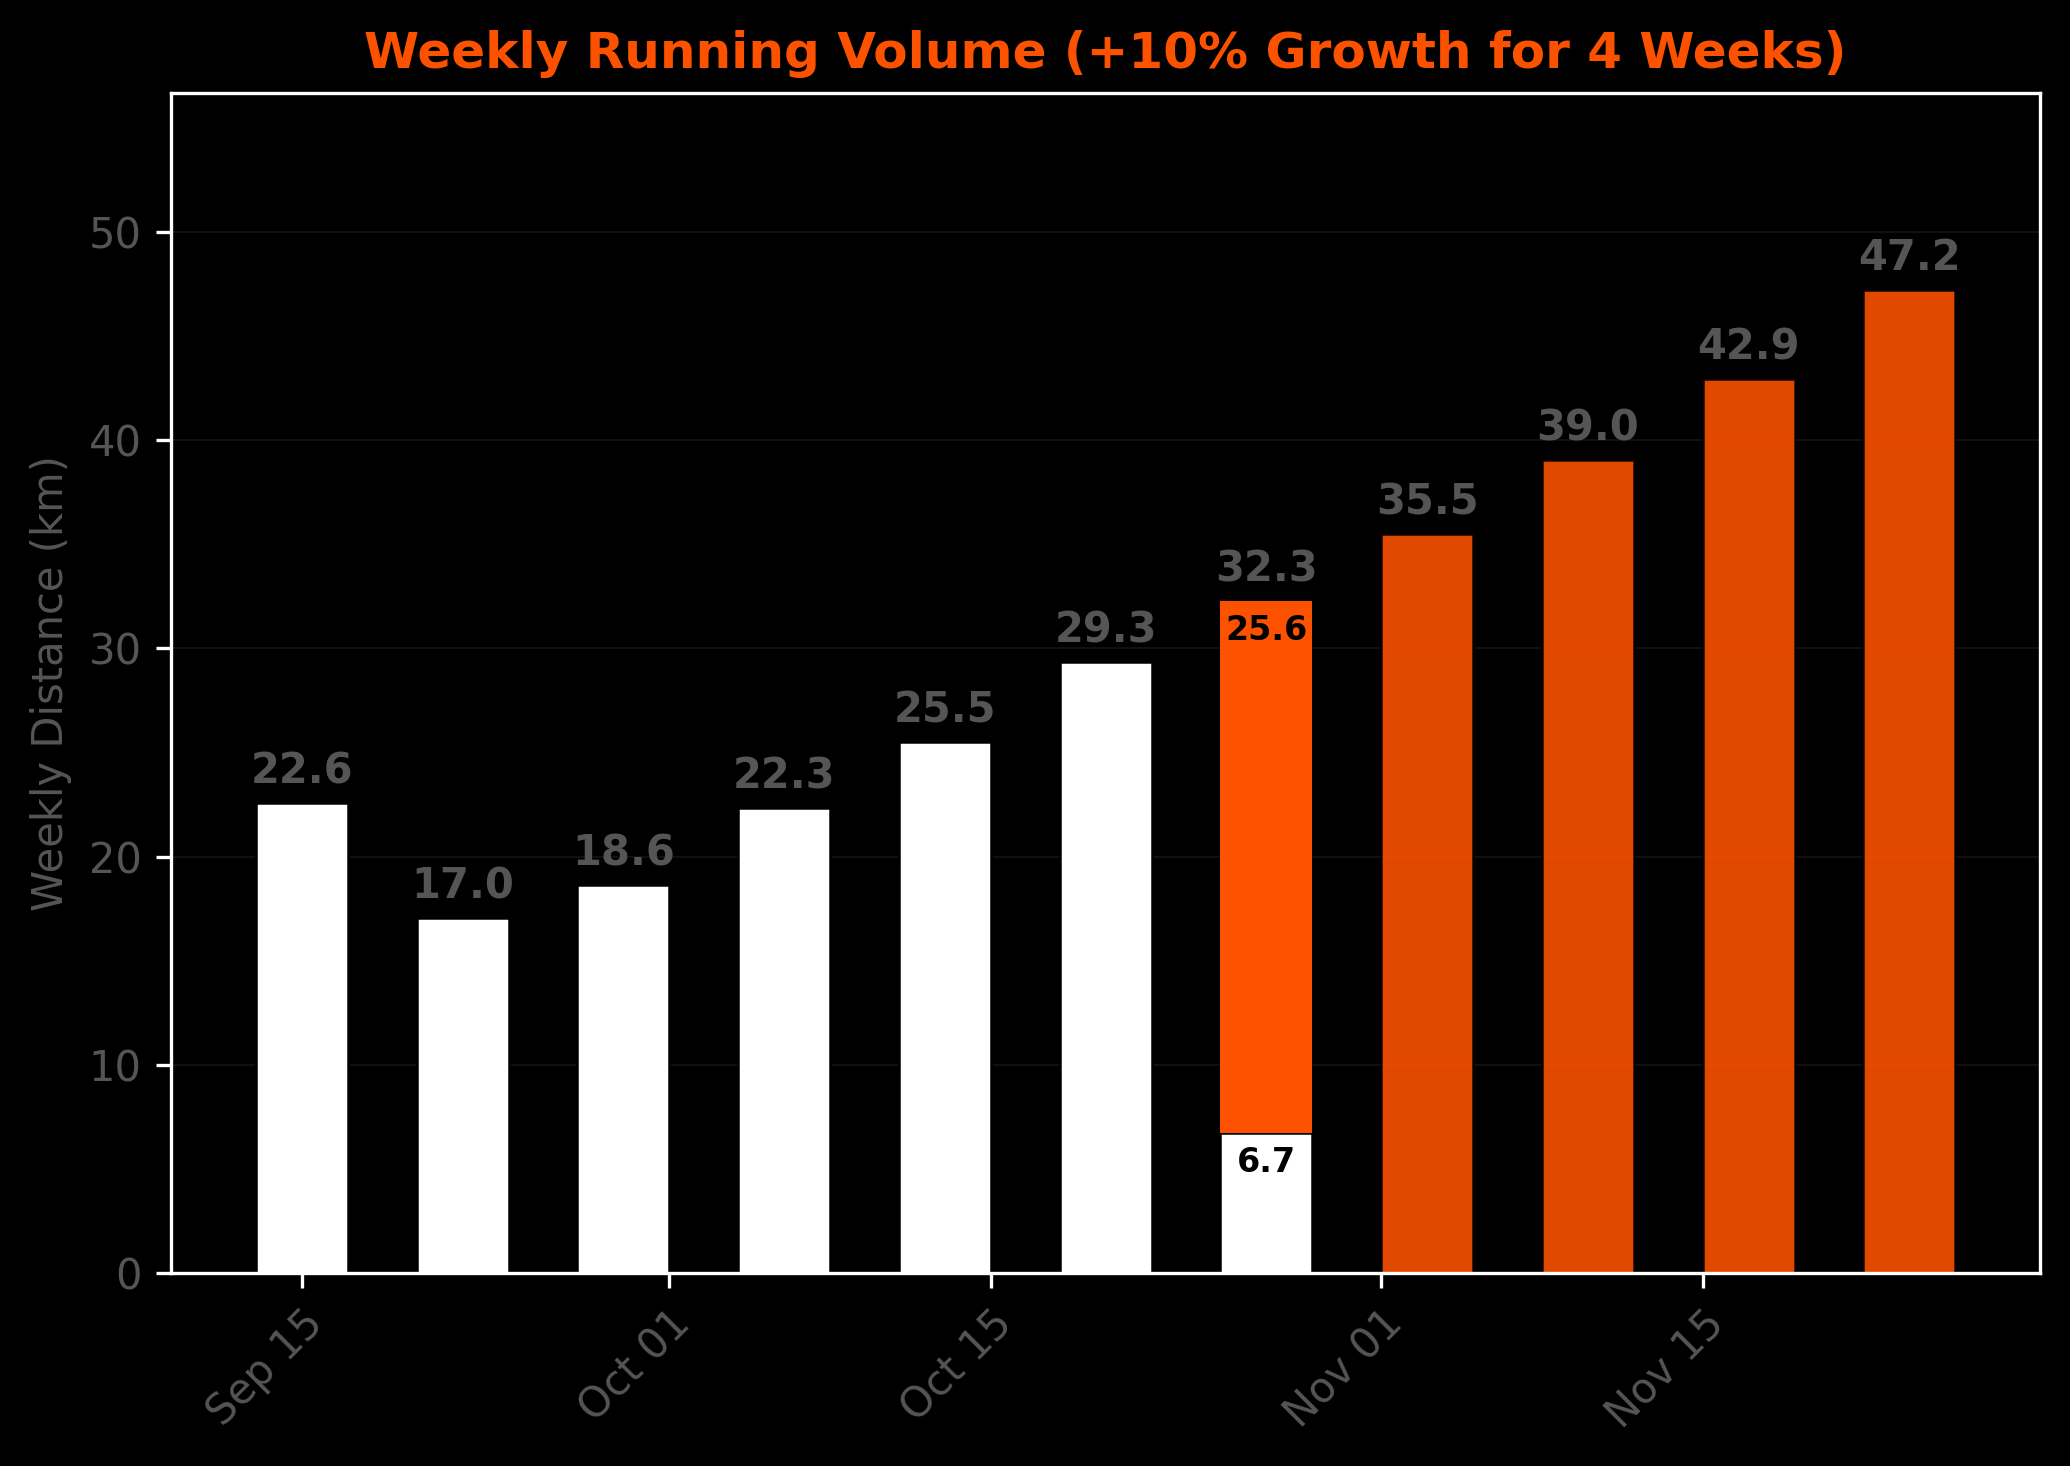 Weekly Running Volume (+10% Growth for 4 Weeks)
Weekly Distance (km)
50
40
30
20
10
0
22.6
17.0
18.6
22.3
25.5
29.3
32.3
25.6
6.7
35.5
39.0
42.9
47.2
Sep 15
Oct 01
Oct 15
Nov 01
Nov 15